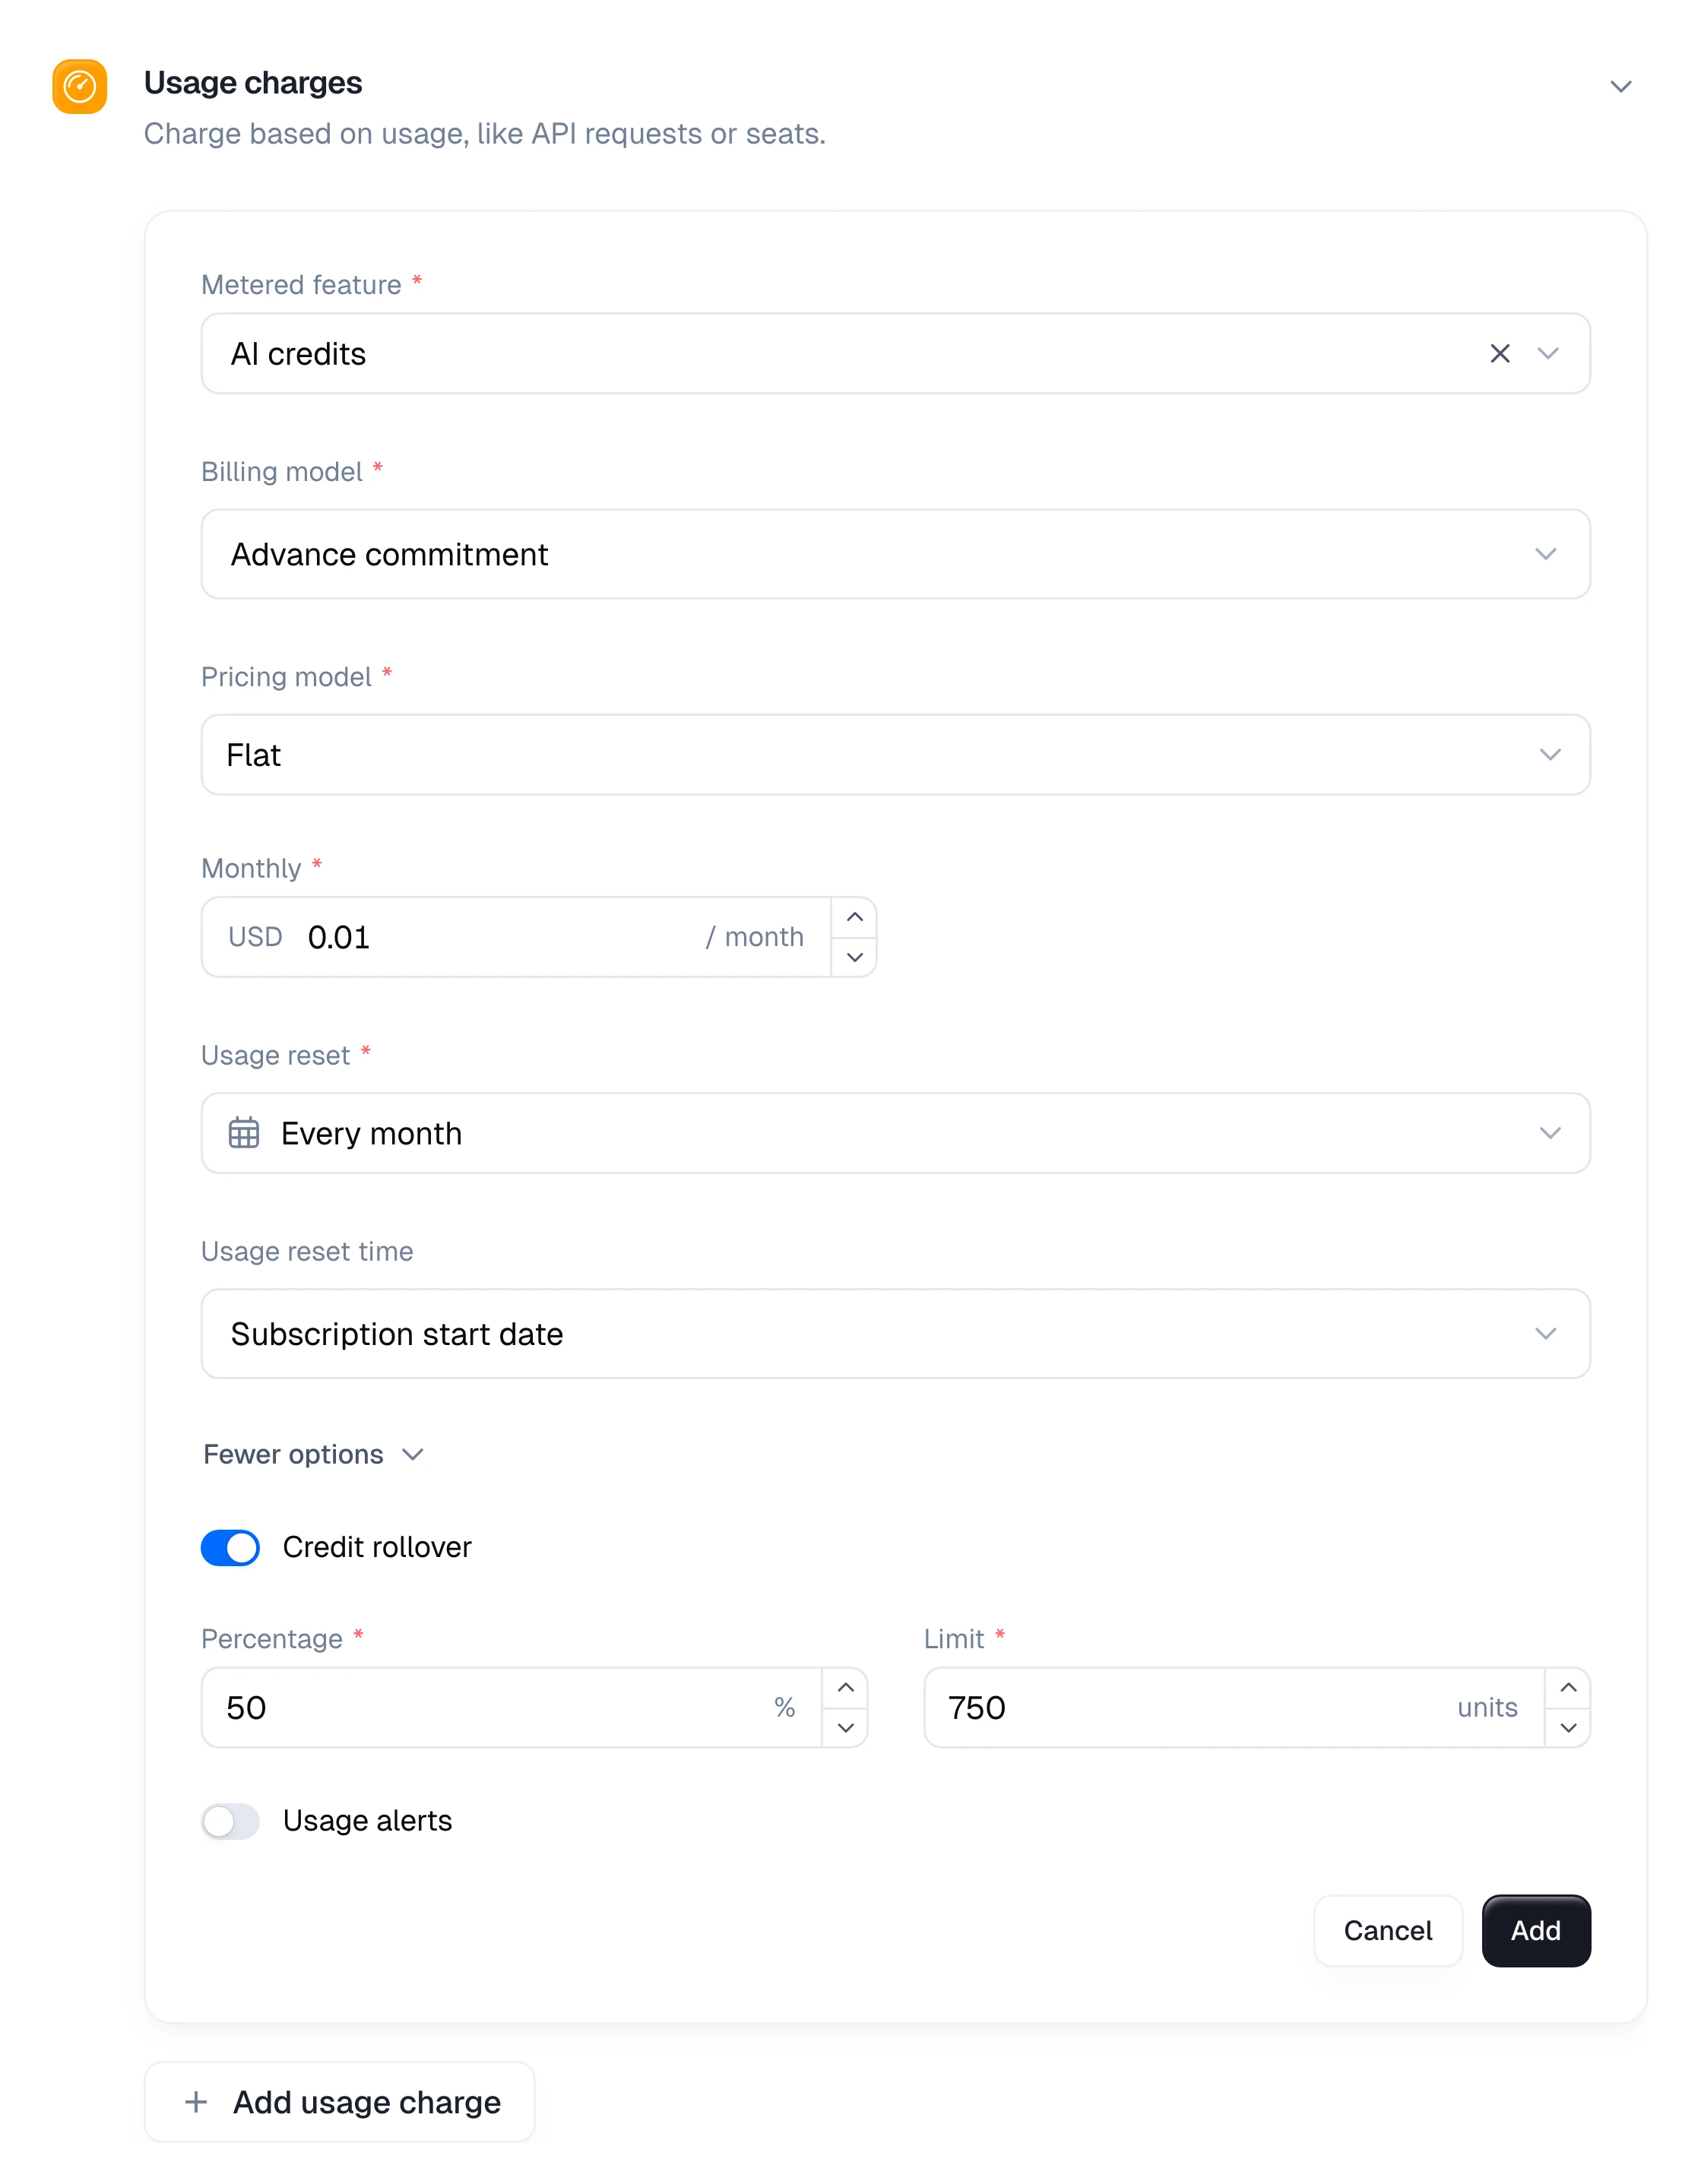 Usage charges
Charge based on usage, like API requests or seats.
Metered feature *
AI credits
Billing model *
Advance commitment
Pricing model *
Flat
Monthly *
USD 0.01 / month
Usage reset *
Every month
Usage reset time
Subscription start date
Fewer options
Credit rollover
Percentage * Limit *
50 % 750 units
Usage alerts
Cancel Add
+ Add usage charge